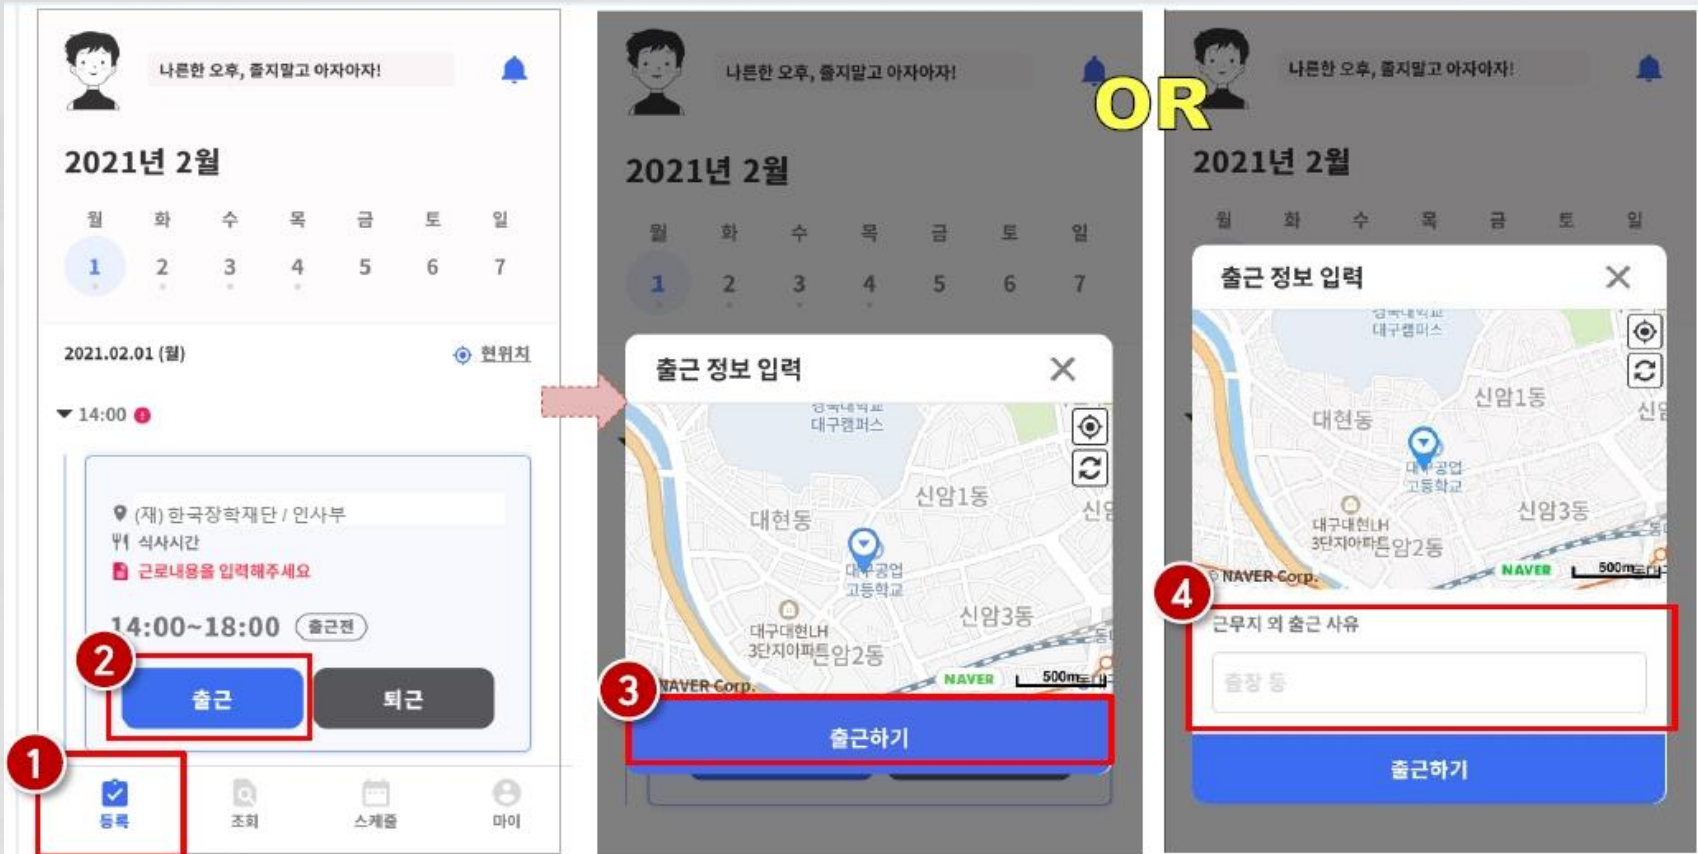 나른한 오후, 졸지말고 아자아자!
2021년 2월
월 화 수 목 금 토 일
1 2 3 4 5 6 7
2021.02.01 (월)
현위치
14:00
(재) 한국장학재단 / 인사부
식사시간
근로내용을 입력해주세요
14:00~18:00 출근전
2
출근 퇴근
1
등록 조회 스케줄 마이
나른한 오후, 졸지말고 아자아자!
2021년 2월
월 화 수 목 금 토 일
1 2 3 4 5 6 7
출근 정보 입력
경북대학교
대구캠퍼스
신암1동
대현동
대구공업
고등학교
신암3동
대구대현LH
3단지아파트
신암2동
NAVER Corp.
NAVER
500m
3
출근하기
OR
나른한 오후, 졸지말고 아자아자!
2021년 2월
월 화 수 목 금 토 일
출근 정보 입력
경북대학교
대구캠퍼스
신암1동
대현동
대구공업
고등학교
신암3동
대구대현LH
3단지아파트
신암2동
© NAVER Corp.
NAVER
500m
4
근무지 외 출근 사유
출장 등
출근하기